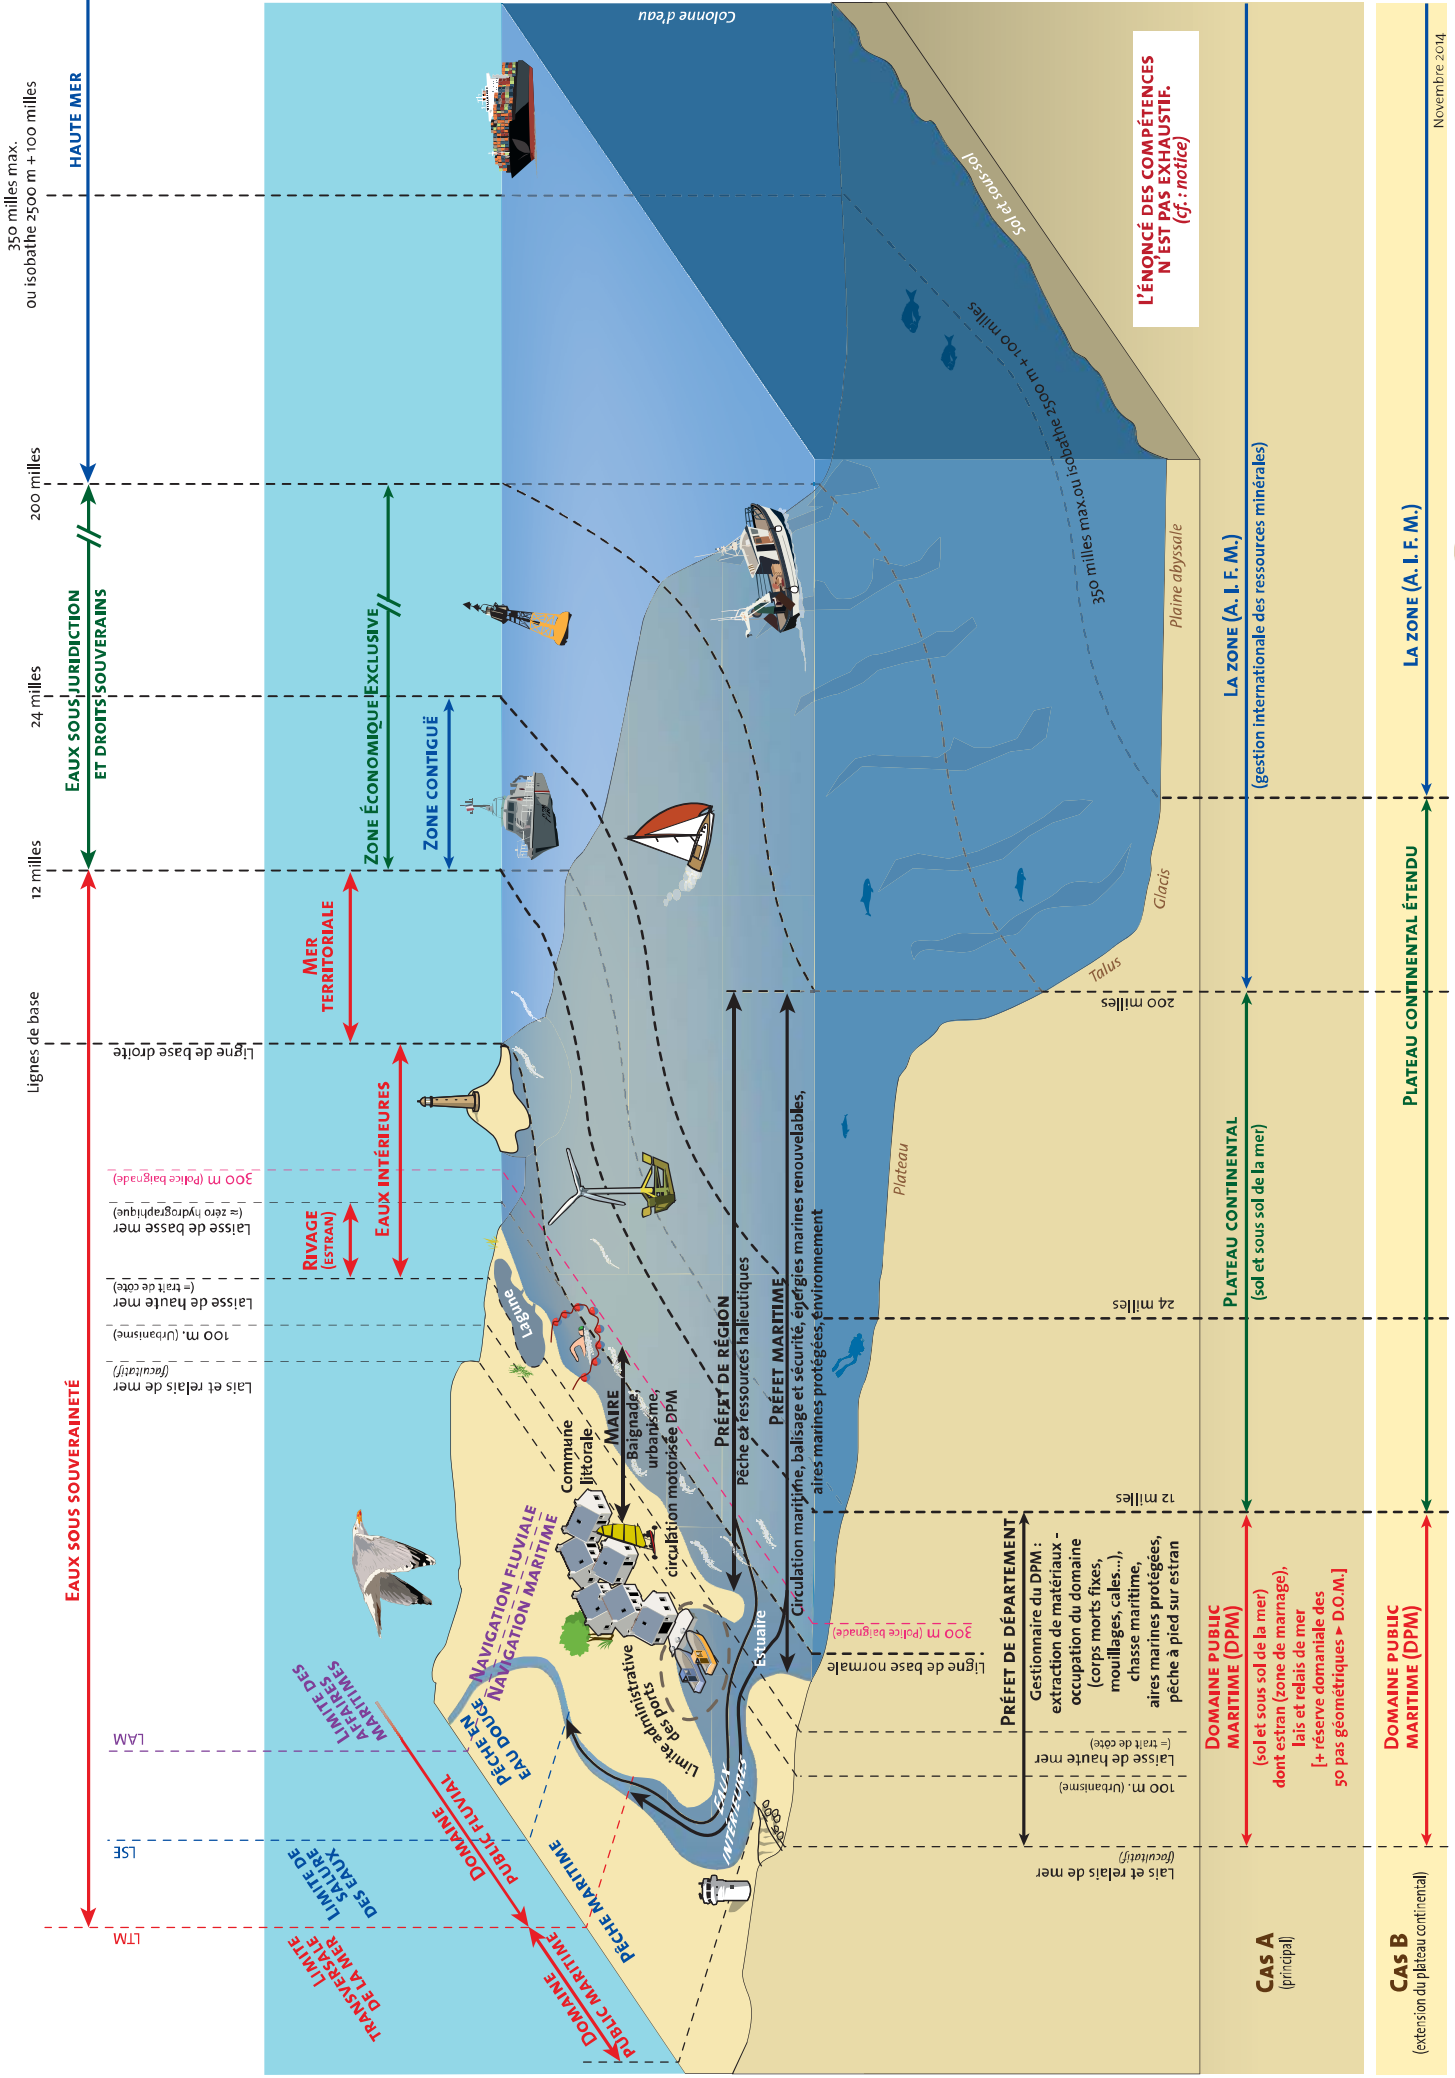 350 milles max.
ou isobathe 2500 m + 100 milles
200 milles
24 milles
12 milles
Lignes de base
HAUTE MER
EAUX SOUS JURIDICTION
ET DROITS SOUVERAINS
EAUX SOUS SOUVERAINETÉ
ZONE ÉCONOMIQUE EXCLUSIVE
ZONE CONTIGUË
MER
TERRITORIALE
EAUX INTÉRIEURES
RIVAGE
(ESTRAN)
Ligne de base droite
300 m (Police baignade)
Laisse de basse mer
(≈ zéro hydrographique)
Laisse de haute mer
(= trait de côte)
100 m. (Urbanisme)
Lais et relais de mer
(facultatif)
LAM
LSE
LTM
LIMITE DES
AFFAIRES
MARITIMES
LIMITE DE
SALURE
DES EAUX
LIMITE
TRANSVERSALE
DE LA MER
DOMAINE
PUBLIC FLUVIAL
DOMAINE
PUBLIC MARITIME
PÊCHE EN
EAU DOUCE
PÊCHE MARITIME
NAVIGATION FLUVIALE
NAVIGATION MARITIME
Commune
littorale
Lagune
Limite administrative
des ports
EAUX
INTÉRIEURES
Estuaire
MAIRE
Baignade,
urbanisme,
circulation motorisée DPM
PRÉFET DE RÉGION
Pêche et ressources halieutiques
PRÉFET MARITIME
Circulation maritime, balisage et sécurité, énergies marines renouvelables,
aires marines protégées, environnement
Colonne d'eau
Sol et sous-sol
350 milles max.ou isobathe 2500 m + 100 milles
L'ÉNONCÉ DES COMPÉTENCES
N'EST PAS EXHAUSTIF.
(cf. : notice)
Plateau
Talus
Glacis
Plaine abyssale
200 milles
24 milles
12 milles
300 m (Police baignade)
Ligne de base normale
Laisse de haute mer
(= trait de côte)
100 m. (Urbanisme)
Lais et relais de mer
(facultatif)
PRÉFET DE DÉPARTEMENT
Gestionnaire du DPM :
extraction de matériaux -
occupation du domaine
(corps morts fixes,
mouillages, cales...),
chasse maritime,
aires marines protégées,
pêche à pied sur estran
CAS A
(principal)
DOMAINE PUBLIC
MARITIME (DPM)
(sol et sous sol de la mer)
dont estran (zone de marnage),
lais et relais de mer
[+ réserve domaniale des
50 pas géométriques ► D.O.M.]
PLATEAU CONTINENTAL
(sol et sous sol de la mer)
LA ZONE (A. I. F. M.)
(gestion internationale des ressources minérales)
CAS B
(extension du plateau continental)
DOMAINE PUBLIC
MARITIME (DPM)
PLATEAU CONTINENTAL ÉTENDU
LA ZONE (A. I. F. M.)
Novembre 2014